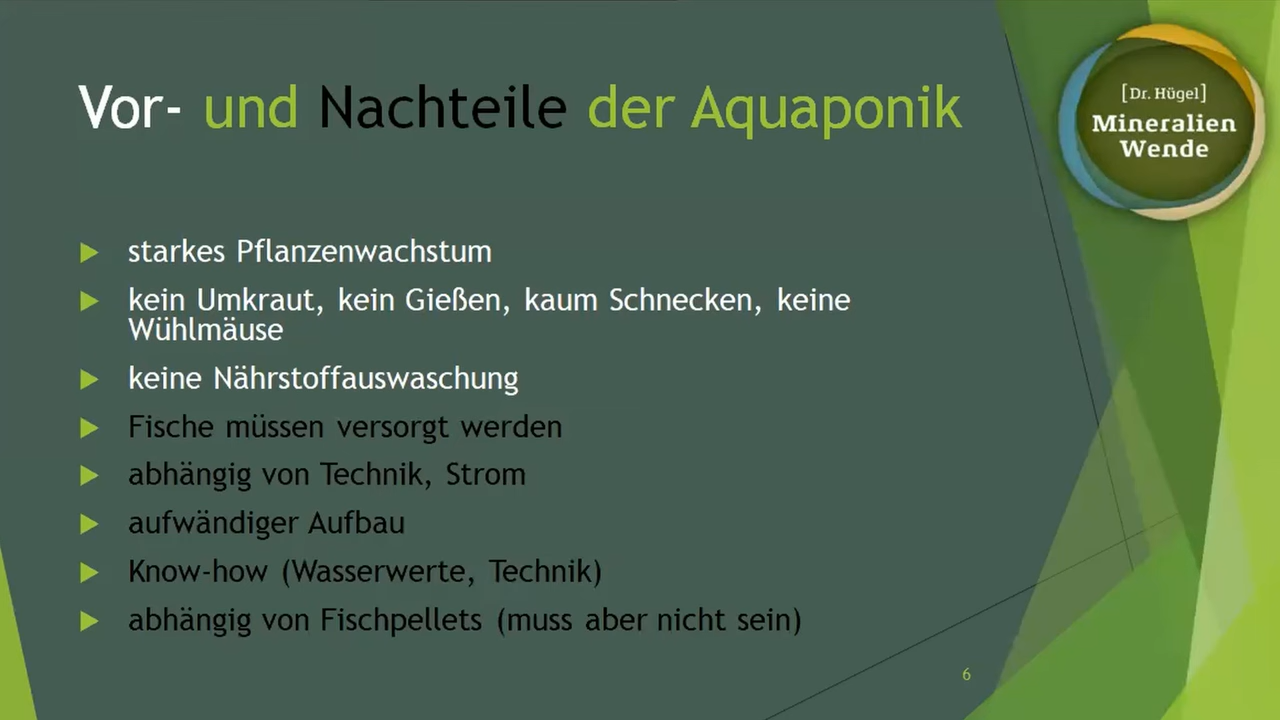 Vor- und Nachteile der Aquaponik
[Dr. Hügel]
Mineralien
Wende
starkes Pflanzenwachstum
kein Umkraut, kein Gießen, kaum Schnecken, keine
Wühlmäuse
keine Nährstoffauswaschung
Fische müssen versorgt werden
abhängig von Technik, Strom
aufwändiger Aufbau
Know-how (Wasserwerte, Technik)
abhängig von Fischpellets (muss aber nicht sein)
6